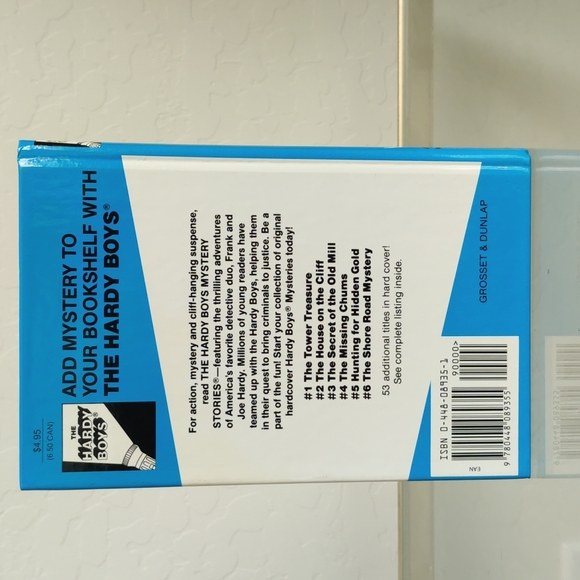 $4.95
(6.50 CAN)
THE
HARDY
BOYS®
ADD MYSTERY TO
YOUR BOOKSHELF WITH
THE HARDY BOYS®
For action, mystery and cliff-hanging suspense,
read THE HARDY BOYS MYSTERY
STORIES®—featuring the thrilling adventures
of America's favorite detective duo, Frank and
Joe Hardy. Millions of young readers have
teamed up with the Hardy Boys, helping them
in their quest to bring criminals to justice. Be a
part of the fun! Start your collection of original
hardcover Hardy Boys® Mysteries today!
#1 The Tower Treasure
#2 The House on the Cliff
#3 The Secret of the Old Mill
#4 The Missing Chums
#5 Hunting for Hidden Gold
#6 The Shore Road Mystery
53 additional titles in hard cover!
See complete listing inside.
ISBN 0-448-08935-1
90000>
EAN
9 780448 089355
GROSSET & DUNLAP